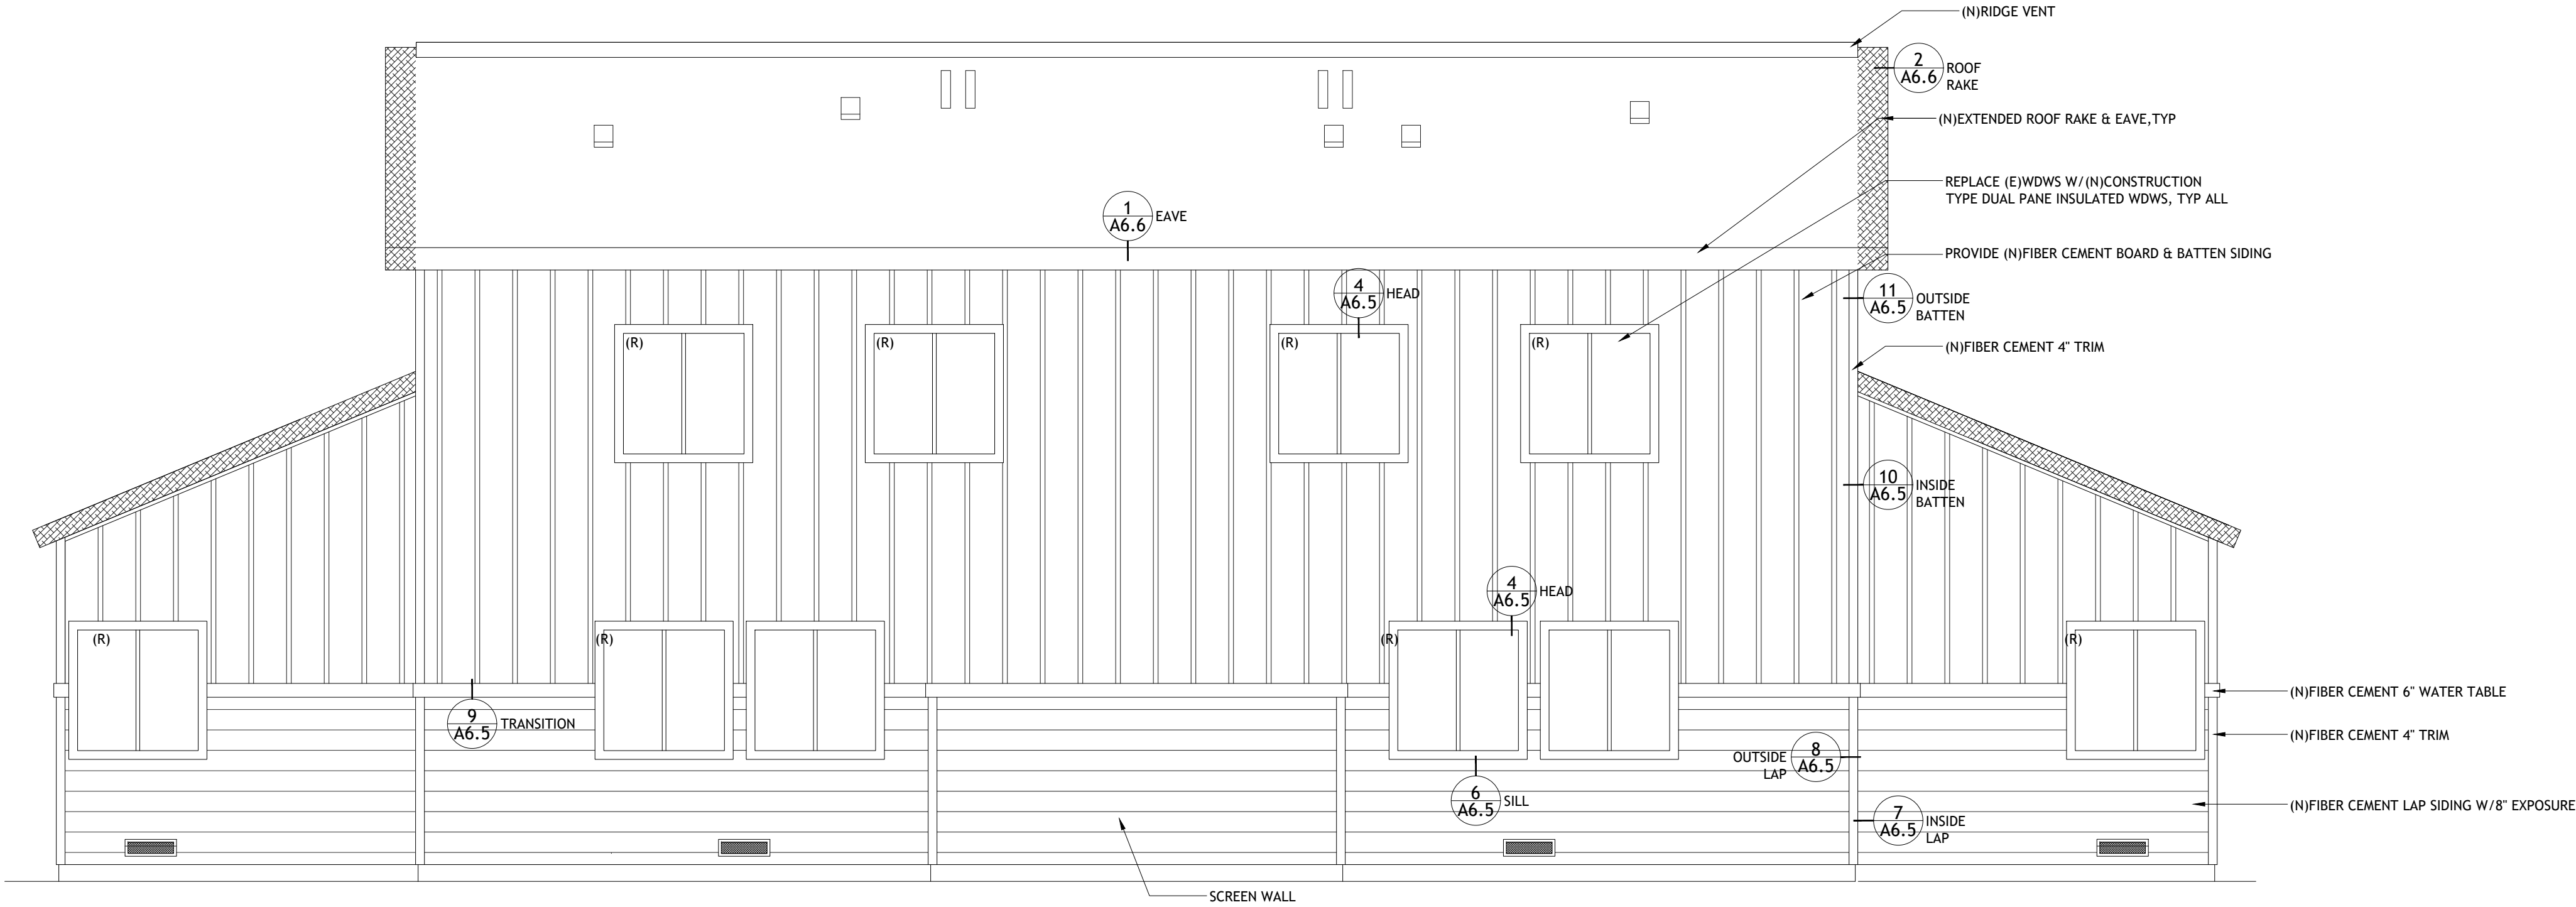 (N)RIDGE VENT
2
A6.6
ROOF
RAKE
(N)EXTENDED ROOF RAKE & EAVE,TYP
REPLACE (E)WDWS W/(N)CONSTRUCTION
TYPE DUAL PANE INSULATED WDWS, TYP ALL
1
A6.6
EAVE
PROVIDE (N)FIBER CEMENT BOARD & BATTEN SIDING
4
A6.5
HEAD
11
A6.5
OUTSIDE
BATTEN
(R)
(R)
(R)
(R)
(N)FIBER CEMENT 4" TRIM
10
A6.5
INSIDE
BATTEN
4
A6.5
HEAD
(R)
(R)
(R)
(R)
(N)FIBER CEMENT 6" WATER TABLE
9
A6.5
TRANSITION
(N)FIBER CEMENT 4" TRIM
OUTSIDE
LAP
8
A6.5
6
A6.5
SILL
(N)FIBER CEMENT LAP SIDING W/8" EXPOSURE
7
A6.5
INSIDE
LAP
SCREEN WALL